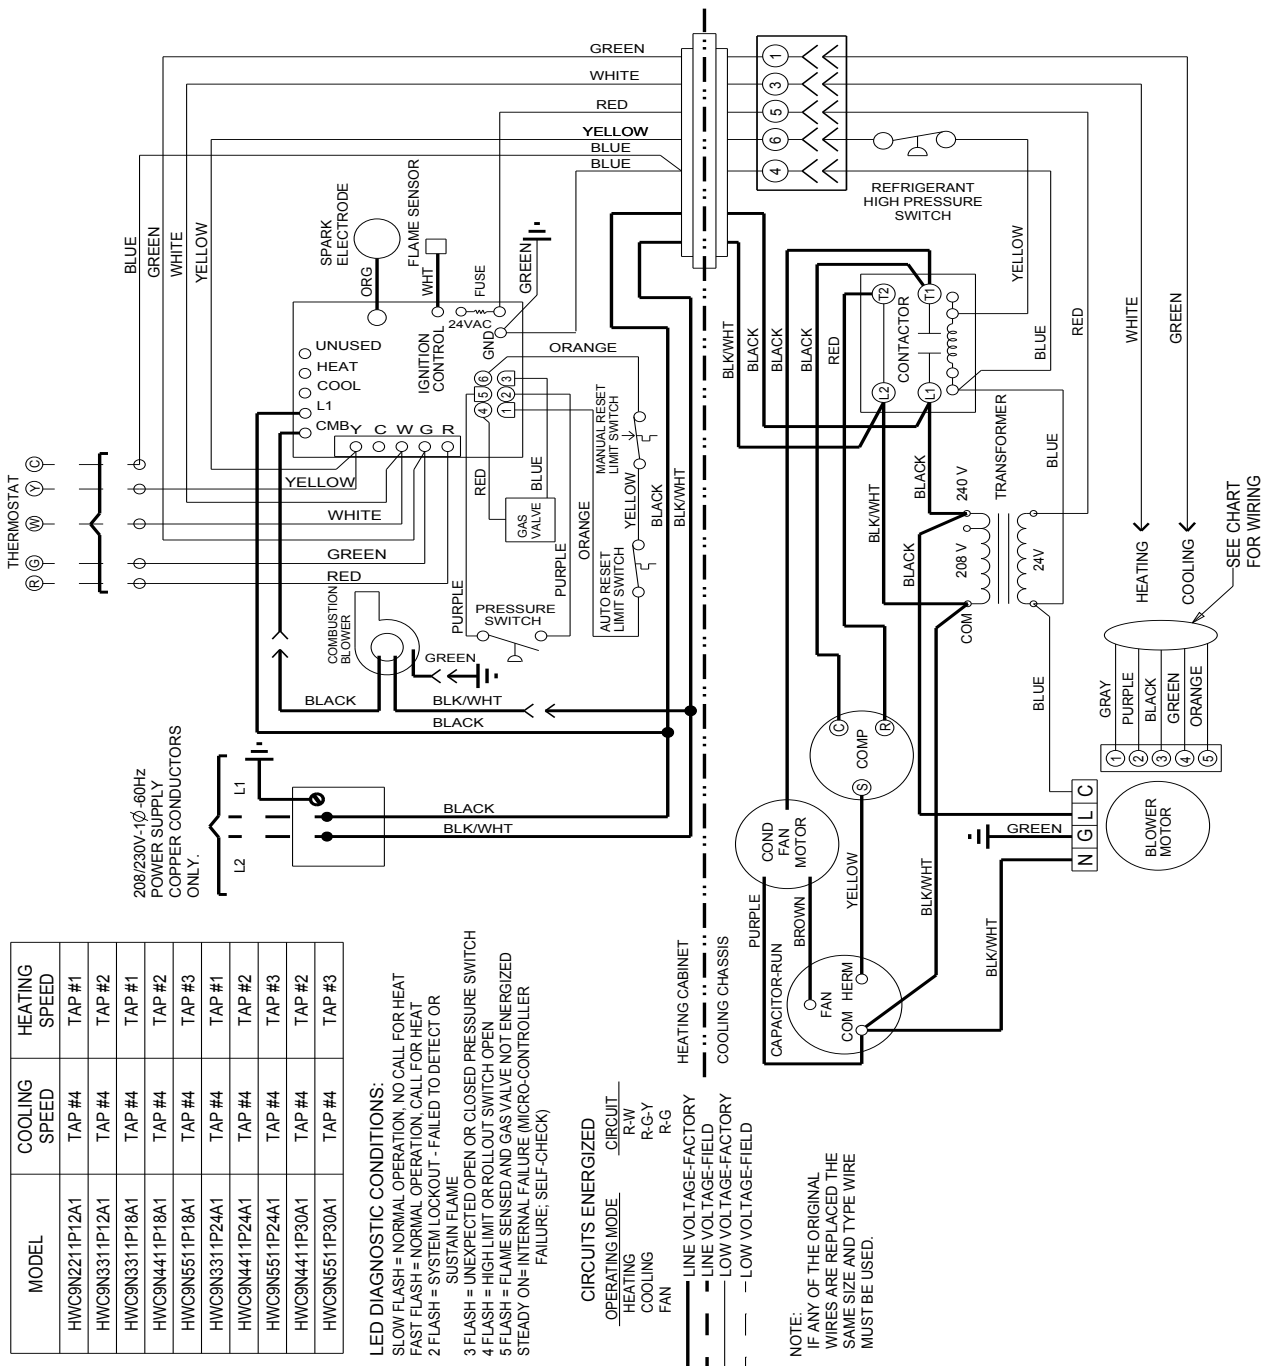 GREEN
WHITE
RED
YELLOW
BLUE
BLUE
1
3
5
6
4
REFRIGERANT
HIGH PRESSURE
SWITCH
BLUE
GREEN
WHITE
YELLOW
SPARK
ELECTRODE
ORG
FLAME SENSOR
WHT
FUSE
24VAC
GND
GREEN
IGNITION
CONTROL
UNUSED
HEAT
COOL
L1
CMB
Y C W G R
6
5
4
3
2
1
ORANGE
MANUAL RESET
LIMIT SWITCH
YELLOW
AUTO RESET
LIMIT SWITCH
BLACK
BLK/WHT
RED
BLUE
GAS
VALVE
ORANGE
PURPLE
PURPLE
PRESSURE
SWITCH
THERMOSTAT
C
Y
W
G
R
YELLOW
WHITE
GREEN
RED
COMBUSTION
BLOWER
GREEN
BLACK
BLK/WHT
BLACK
208/230V-1Ø-60Hz
POWER SUPPLY
COPPER CONDUCTORS
ONLY.
L1
L2
BLACK
BLK/WHT
BLK/WHT
BLACK
BLACK
BLACK
RED
T2
T1
CONTACTOR
L2
L1
YELLOW
BLUE
RED
WHITE
GREEN
BLK/WHT
BLACK
BLACK
240 V
208 V
COM
TRANSFORMER
24V
BLUE
BLUE
HEATING
COOLING
SEE CHART
FOR WIRING
GRAY
PURPLE
BLACK
GREEN
ORANGE
1
2
3
4
5
C
L
G
N
GREEN
BLOWER
MOTOR
C
R
S
COMP
COND
FAN
MOTOR
PURPLE
BROWN
YELLOW
BLK/WHT
BLK/WHT
CAPACITOR-RUN
FAN
HERM
COM
HEATING CABINET
COOLING CHASSIS
MODEL COOLING SPEED HEATING SPEED
HWC9N2211P12A1 TAP #4 TAP #1
HWC9N3311P12A1 TAP #4 TAP #2
HWC9N3311P18A1 TAP #4 TAP #1
HWC9N4411P18A1 TAP #4 TAP #2
HWC9N5511P18A1 TAP #4 TAP #3
HWC9N3311P24A1 TAP #4 TAP #1
HWC9N4411P24A1 TAP #4 TAP #2
HWC9N5511P24A1 TAP #4 TAP #3
HWC9N4411P30A1 TAP #4 TAP #2
HWC9N5511P30A1 TAP #4 TAP #3
LED DIAGNOSTIC CONDITIONS:
SLOW FLASH = NORMAL OPERATION, NO CALL FOR HEAT
FAST FLASH = NORMAL OPERATION, CALL FOR HEAT
2 FLASH = SYSTEM LOCKOUT - FAILED TO DETECT OR
SUSTAIN FLAME
3 FLASH = UNEXPECTED OPEN OR CLOSED PRESSURE SWITCH
4 FLASH = HIGH LIMIT OR ROLLOUT SWITCH OPEN
5 FLASH = FLAME SENSED AND GAS VALVE NOT ENERGIZED
STEADY ON= INTERNAL FAILURE (MICRO-CONTROLLER
FAILURE; SELF-CHECK)
CIRCUITS ENERGIZED
OPERATING MODE CIRCUIT
HEATING R-W
COOLING R-G-Y
FAN R-G
LINE VOLTAGE-FACTORY
LINE VOLTAGE-FIELD
LOW VOLTAGE-FACTORY
LOW VOLTAGE-FIELD
NOTE:
IF ANY OF THE ORIGINAL
WIRES ARE REPLACED THE
SAME SIZE AND TYPE WIRE
MUST BE USED.